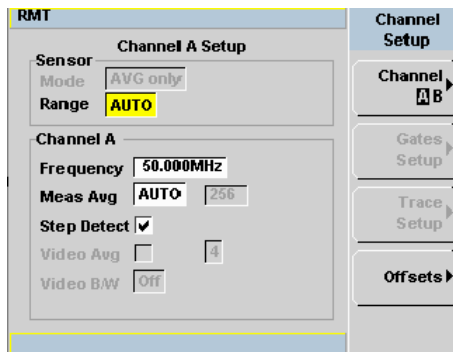 RMT
Channel A Setup
Sensor
Mode AVG only
Range AUTO
Channel A
Frequency 50.000MHz
Meas Avg AUTO 256
Step Detect
Video Avg 4
Video B/W Off
Channel
Setup
Channel
A B
Gates
Setup
Trace
Setup
Offsets